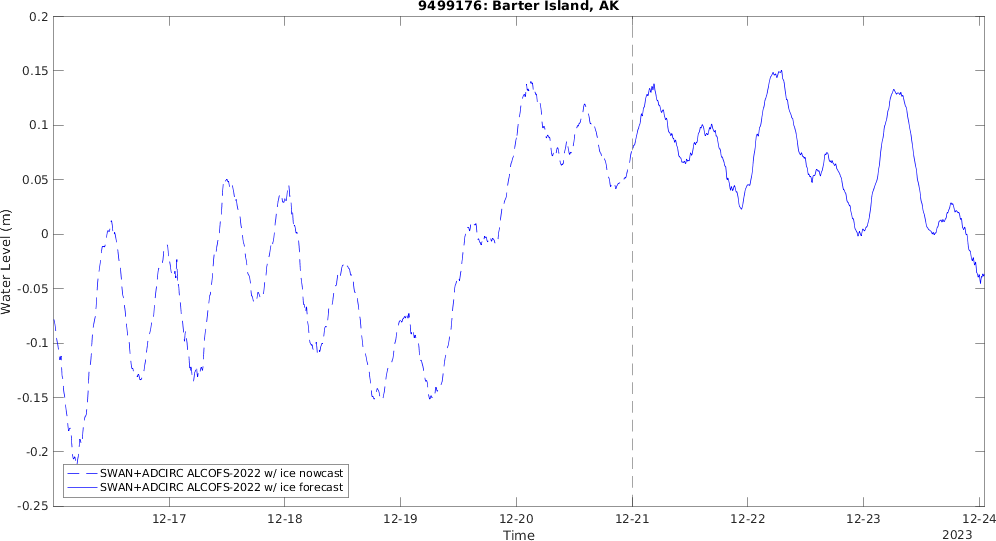 9499176: Barter Island, AK
0.2
0.15
0.1
0.05
0
-0.05
-0.1
-0.15
-0.2
-0.25
Water Level (m)
SWAN+ADCIRC ALCOFS-2022 w/ ice nowcast
SWAN+ADCIRC ALCOFS-2022 w/ ice forecast
12-17 12-18 12-19 12-20 12-21 12-22 12-23 12-24
Time
2023